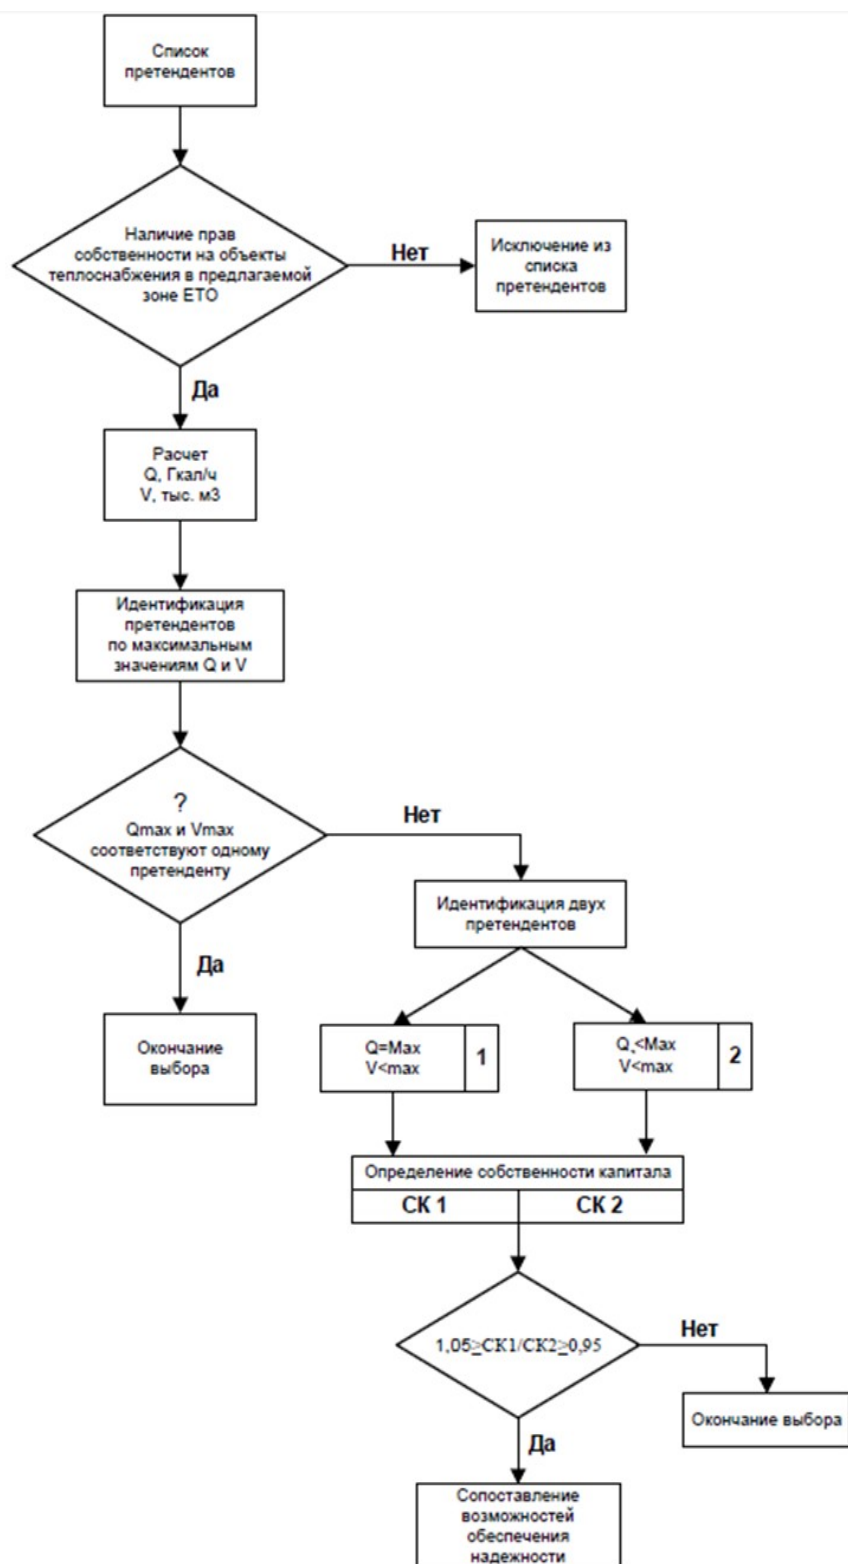 Список
претендентов
Наличие прав
собственности на объекты
теплоснабжения в предлагаемой
зоне ЕТО
Нет
Исключение из
списка
претендентов
Да
Расчет
Q, Гкал/ч
V, тыс. м3
Идентификация
претендентов
по максимальным
значениям Q и V
?
Qmax и Vmax
соответствуют одному
претенденту
Нет
Идентификация двух
претендентов
Да
Окончание
выбора
Q=Max
V<max
1
Q,<Max
V<max
2
Определение собственности капитала
СК 1
СК 2
1,05≥СК1/СК2≥0,95
Нет
Окончание выбора
Да
Сопоставление
возможностей
обеспечения
надежности